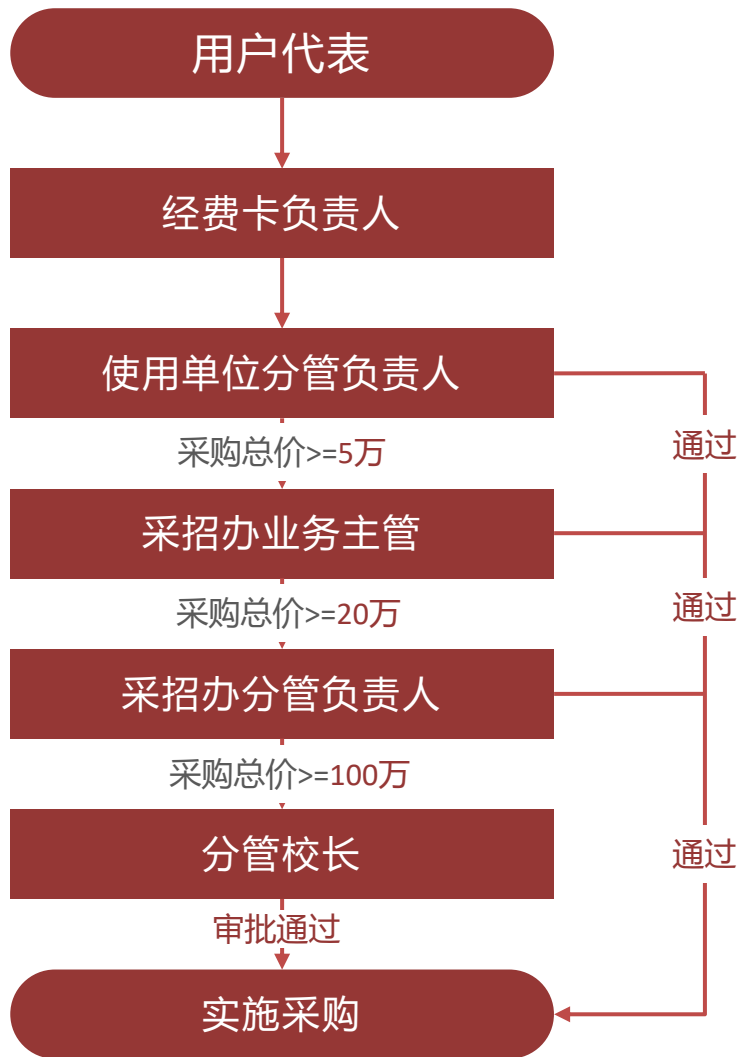 用户代表
经费卡负责人
使用单位分管负责人
采购总价>=5万
通过
采招办业务主管
采购总价>=20万
通过
采招办分管负责人
采购总价>=100万
分管校长
通过
审批通过
实施采购